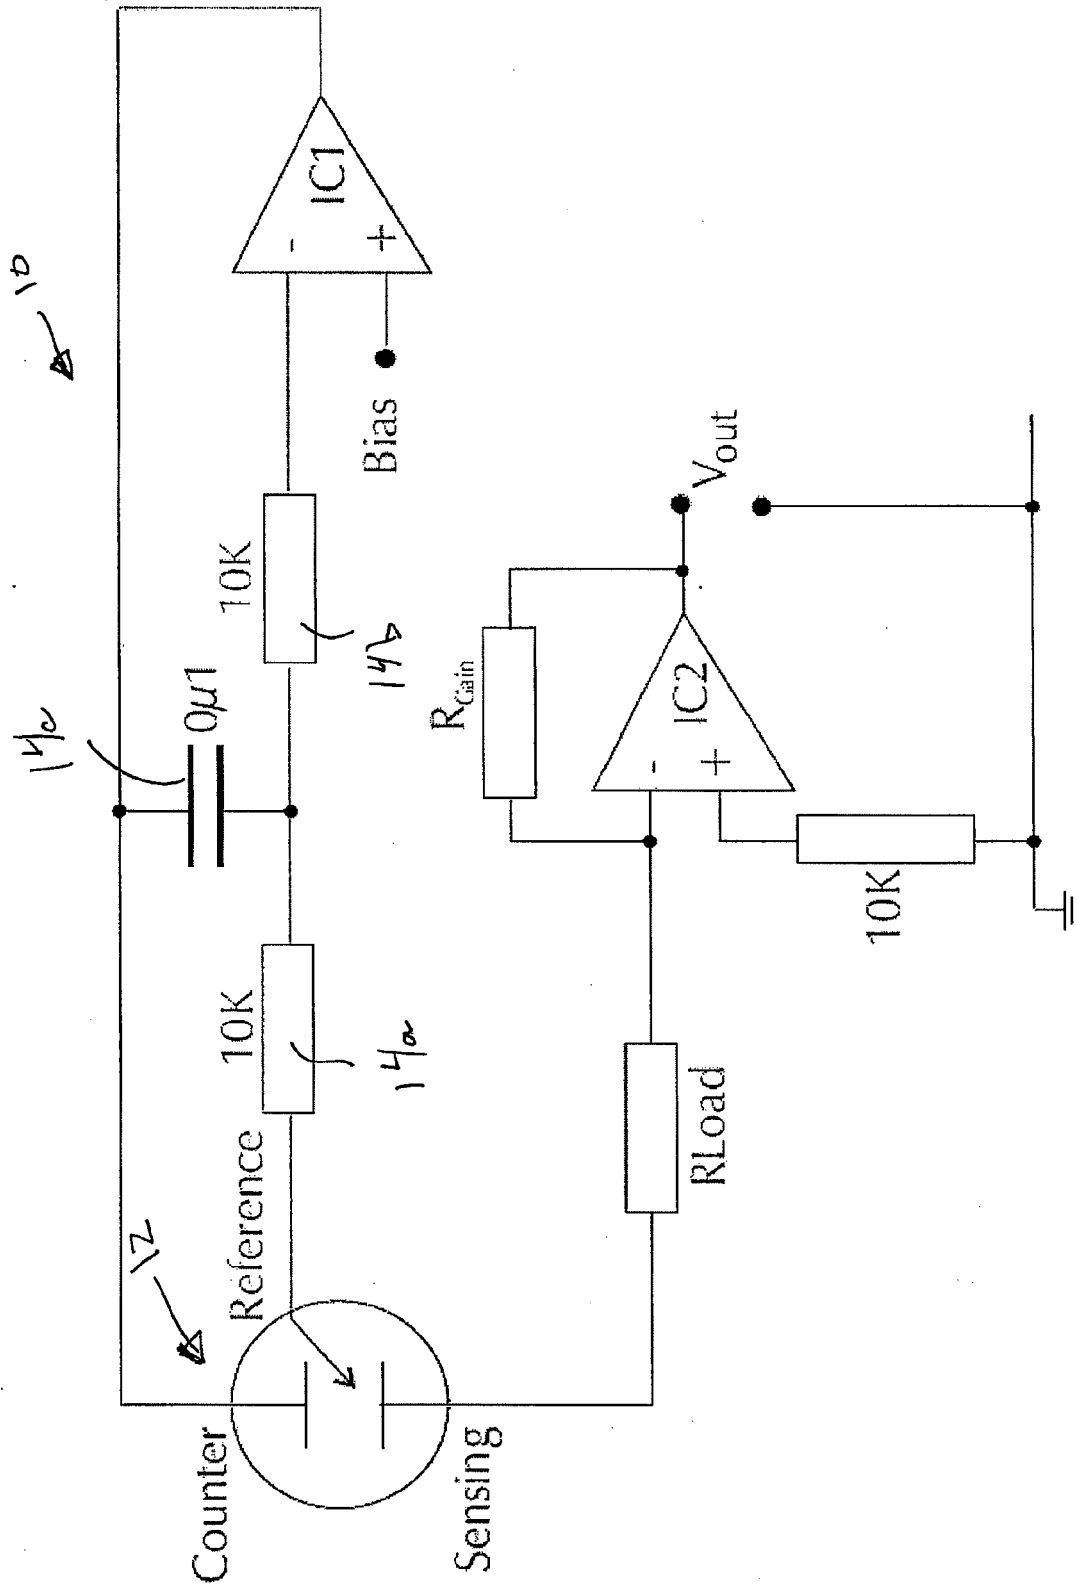 10
12
Counter
Reference
Sensing
10K
14a
14c
0µ1
10K
14b
Bias
-
+
IC1
RLoad
RGain
-
+
IC2
10K
Vout